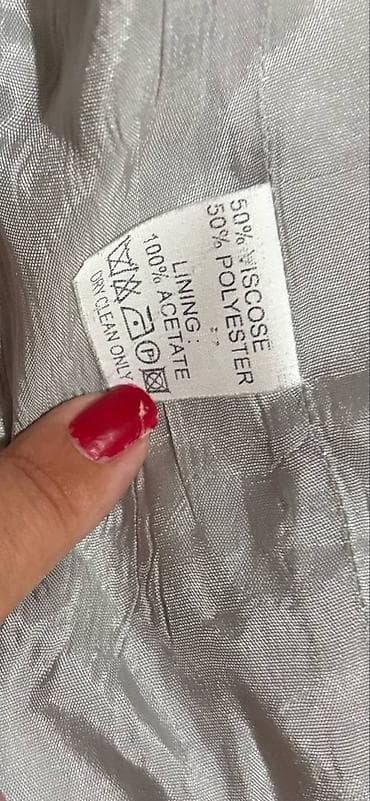 50% VISCOSE
50% POLYESTER
LINING :
100% ACETATE
P
DRY CLEAN ONLY